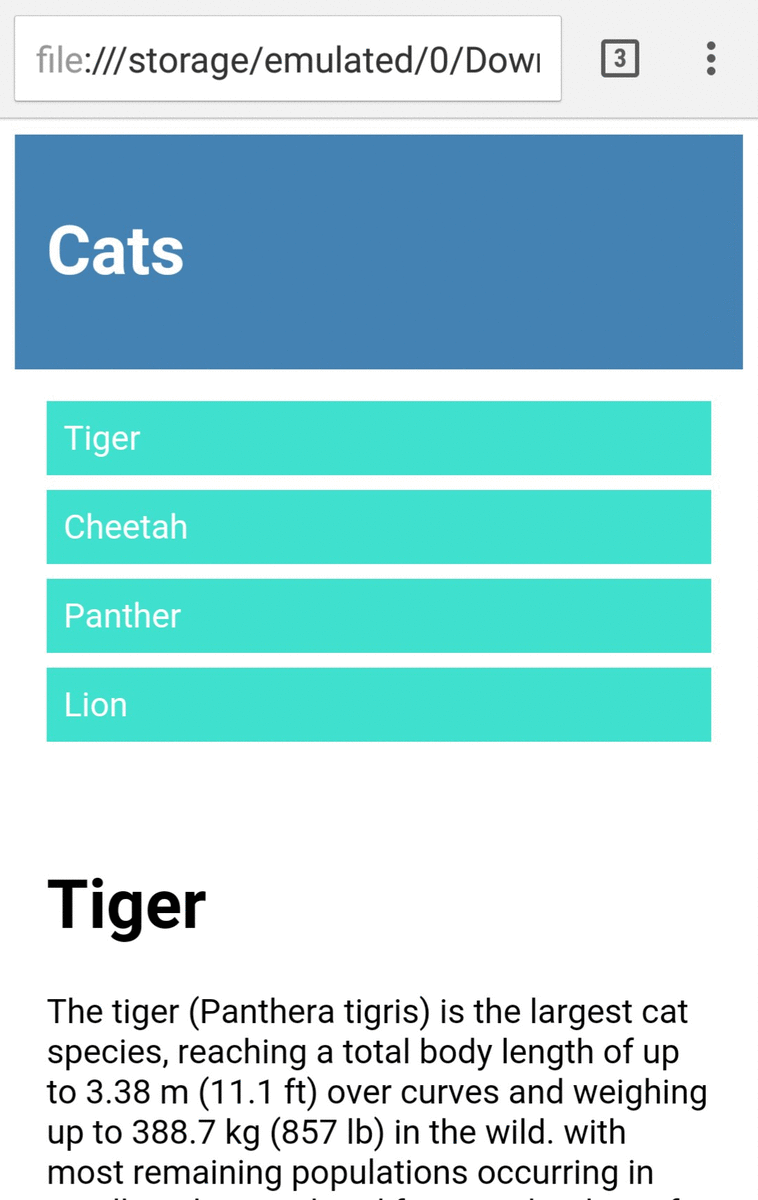 file:///storage/emulated/0/Dow
3
Cats
Tiger
Cheetah
Panther
Lion
Tiger
The tiger (Panthera tigris) is the largest cat
species, reaching a total body length of up
to 3.38 m (11.1 ft) over curves and weighing
up to 388.7 kg (857 lb) in the wild. with
most remaining populations occurring in